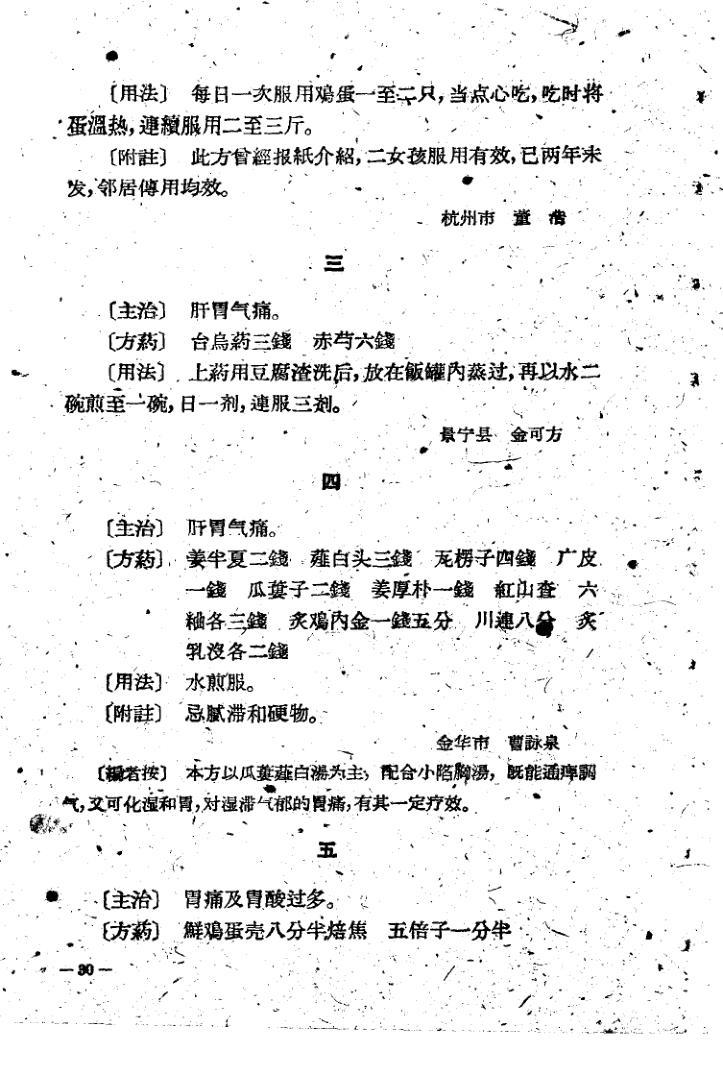 〔用法〕 每日一次服用鳮蛋一至二只,当点心吃,吃时将
蛋溫热,連續服用二至三斤。
〔附註〕 此方曾經报紙介紹,二女孩服用有效,已两年未
发,邻居傅用均效。
杭州市 董
三
〔主治〕 肝胃气痛。
〔方葯〕 台烏葯三錢 赤芍六錢
〔用法〕 上葯用豆腐渣洗后,放在飯罐內蒸过,再以水二
碗煎至一碗,日一剂,連服三剂。
景宁县 金可方
四
〔主治〕 肝胃气痛。
〔方葯〕 姜半夏二錢 薤白头三錢 瓦楞子四錢 广皮
一錢 瓜蔞子二錢 姜厚朴一錢 紅山查 六
粬各三錢 炙鳮內金一錢五分 川連八分 炙
乳沒各二錢
〔用法〕 水煎服。
〔附註〕 忌膩滞和硬物。
金华市 曹詠泉
〔編者按〕 本方以瓜蔞薤白湯为主,配合小陷胸湯,既能通痹調
气,又可化湿和胃,对湿滞气郁的胃痛,有其一定疗效。
五
〔主治〕 胃痛及胃酸过多。
〔方葯〕 鮮鳮蛋壳八分半焙焦 五倍子一分半
— 30 —